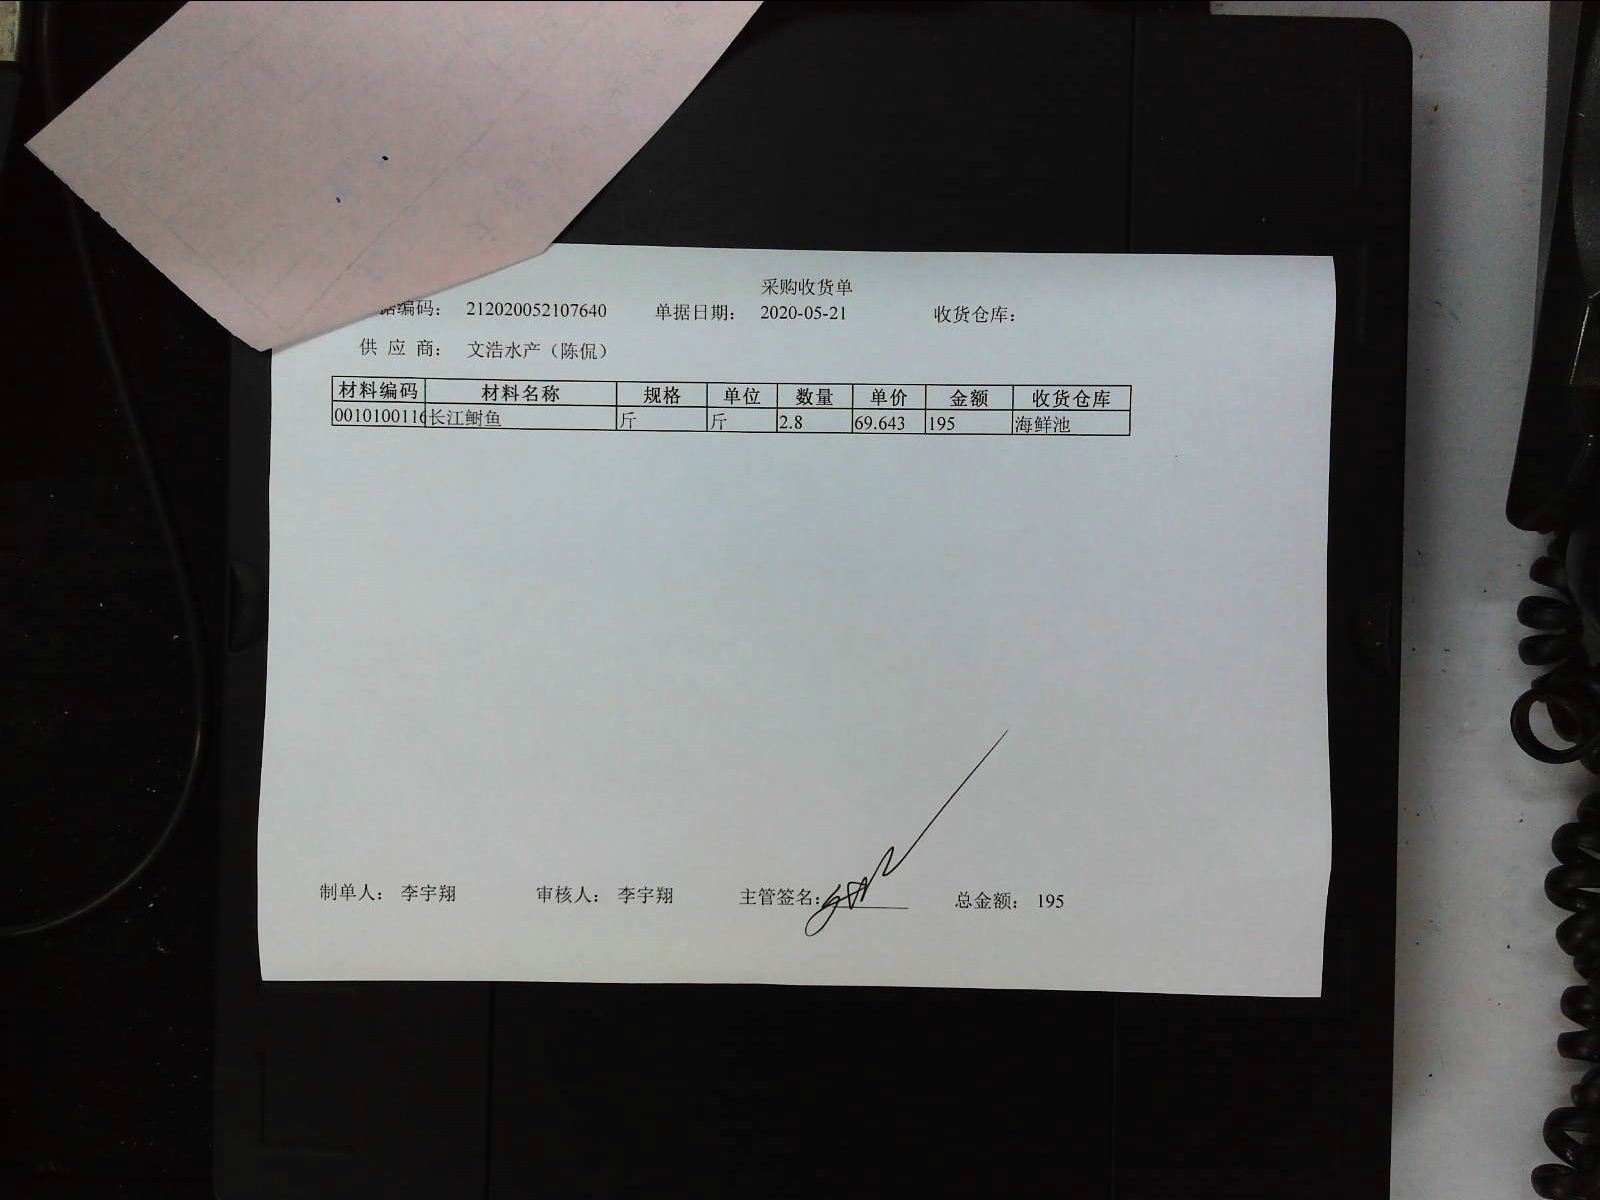 采购收货单
据编码： 212020052107640 单据日期： 2020-05-21 收货仓库：
供 应 商： 文浩水产（陈侃）
材料编码 材料名称 规格 单位 数量 单价 金额 收货仓库
0010100116 长江鲥鱼 斤 斤 2.8 69.643 195 海鲜池
制单人： 李宇翔 审核人： 李宇翔 主管签名： 总金额： 195